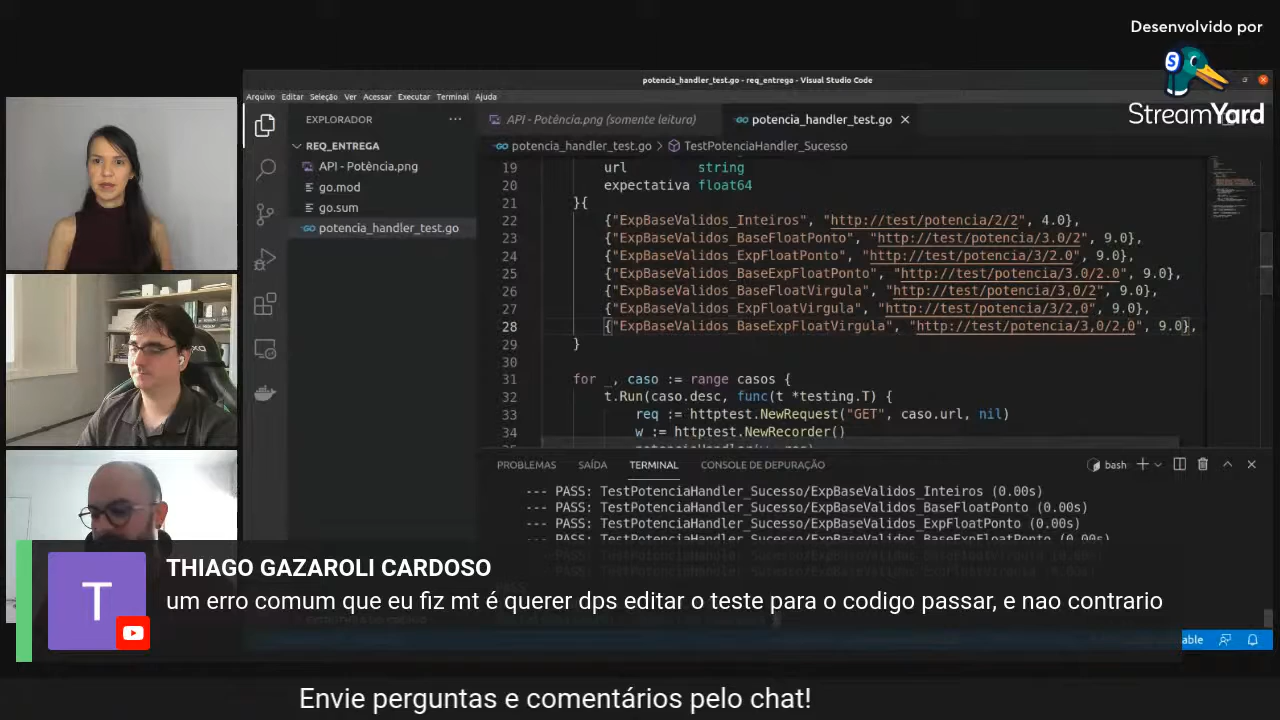 Desenvolvido por
StreamYard
potencia_handler_test.go - req_entrega - Visual Studio Code
Arquivo Editar Seleção Ver Acessar Executar Terminal Ajuda
EXPLORADOR
REQ_ENTREGA
API - Potência.png
go.mod
go.sum
potencia_handler_test.go
API - Potência.png (somente leitura)
potencia_handler_test.go
potencia_handler_test.go > TestPotenciaHandler_Sucesso
19 url string
20 expectativa float64
21 }{
22 {"ExpBaseValidos_Inteiros", "http://test/potencia/2/2", 4.0},
23 {"ExpBaseValidos_BaseFloatPonto", "http://test/potencia/3.0/2", 9.0},
24 {"ExpBaseValidos_ExpFloatPonto", "http://test/potencia/3/2.0", 9.0},
25 {"ExpBaseValidos_BaseExpFloatPonto", "http://test/potencia/3.0/2.0", 9.0},
26 {"ExpBaseValidos_BaseFloatVirgula", "http://test/potencia/3,0/2", 9.0},
27 {"ExpBaseValidos_ExpFloatVirgula", "http://test/potencia/3/2,0", 9.0},
28 {"ExpBaseValidos_BaseExpFloatVirgula", "http://test/potencia/3,0/2,0", 9.0},
29 }
30
31 for _, caso := range casos {
32 t.Run(caso.desc, func(t *testing.T) {
33 req := httptest.NewRequest("GET", caso.url, nil)
34 w := httptest.NewRecorder()
PROBLEMAS SAÍDA TERMINAL CONSOLE DE DEPURAÇÃO
bash
--- PASS: TestPotenciaHandler_Sucesso/ExpBaseValidos_Inteiros (0.00s)
--- PASS: TestPotenciaHandler_Sucesso/ExpBaseValidos_BaseFloatPonto (0.00s)
--- PASS: TestPotenciaHandler_Sucesso/ExpBaseValidos_ExpFloatPonto (0.00s)
--- PASS: TestPotenciaHandler_Sucesso/ExpBaseValidos_BaseExpFloatPonto (0.00s)
T
THIAGO GAZAROLI CARDOSO
um erro comum que eu fiz mt é querer dps editar o teste para o codigo passar, e nao contrario
Envie perguntas e comentários pelo chat!